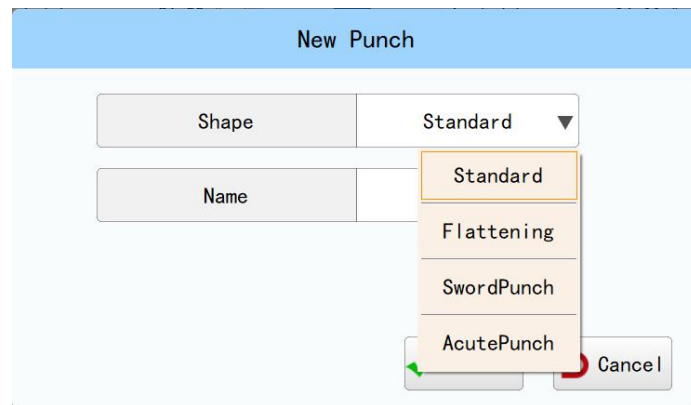 New Punch
Shape Standard
Standard
Name
Flattening
SwordPunch
AcutePunch
Cancel